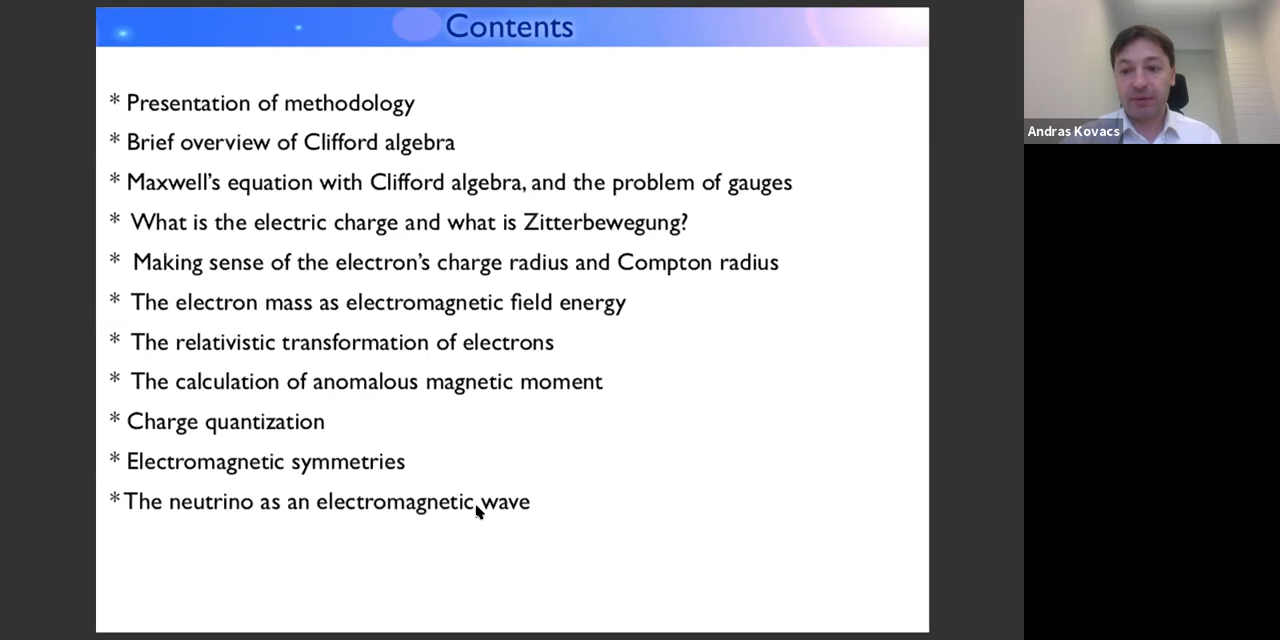 Contents
* Presentation of methodology
* Brief overview of Clifford algebra
* Maxwell's equation with Clifford algebra, and the problem of gauges
* What is the electric charge and what is Zitterbewegung?
* Making sense of the electron's charge radius and Compton radius
* The electron mass as electromagnetic field energy
* The relativistic transformation of electrons
* The calculation of anomalous magnetic moment
* Charge quantization
* Electromagnetic symmetries
* The neutrino as an electromagnetic wave
Andras Kovacs